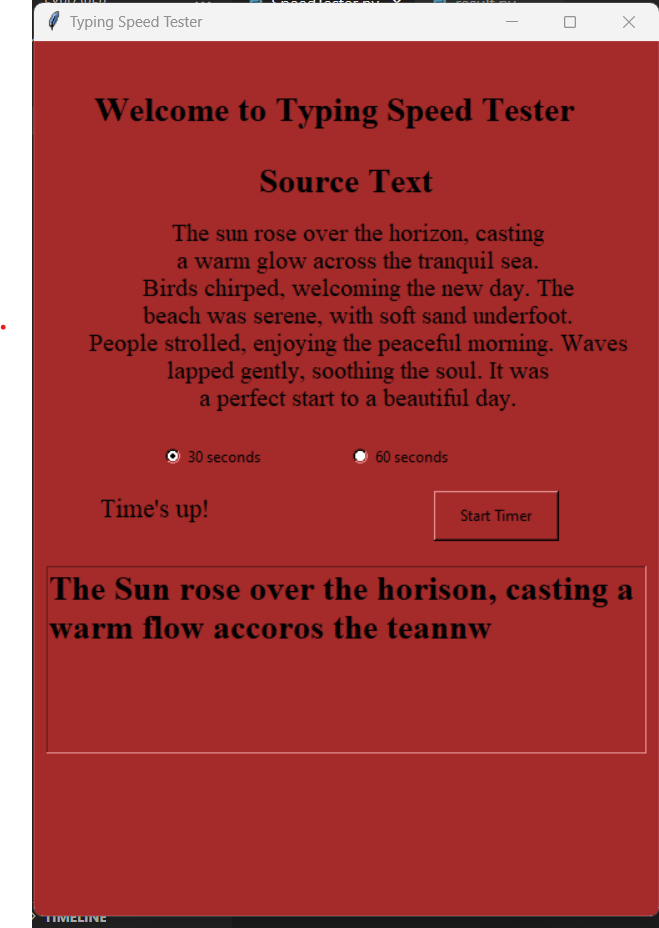 SpeedTester.py
result.py
Typing Speed Tester
Welcome to Typing Speed Tester
Source Text
The sun rose over the horizon, casting
a warm glow across the tranquil sea.
Birds chirped, welcoming the new day. The
beach was serene, with soft sand underfoot.
People strolled, enjoying the peaceful morning. Waves
lapped gently, soothing the soul. It was
a perfect start to a beautiful day.
30 seconds 60 seconds
Time's up! Start Timer
The Sun rose over the horison, casting a
warm flow accoros the teannw
TIMELINE